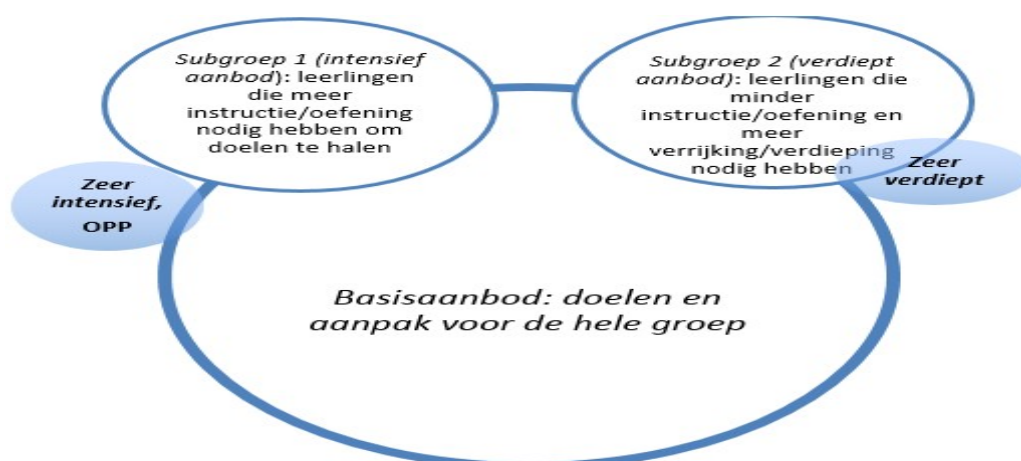 Subgroep 1 (intensief
aanbod): leerlingen
die meer
instructie/oefening
nodig hebben om
doelen te halen
Subgroep 2 (verdiept
aanbod): leerlingen die
minder
instructie/oefening en
meer
verrijking/verdieping
nodig hebben
Zeer
intensief,
OPP
Zeer
verdiept
Basisaanbod: doelen en
aanpak voor de hele groep